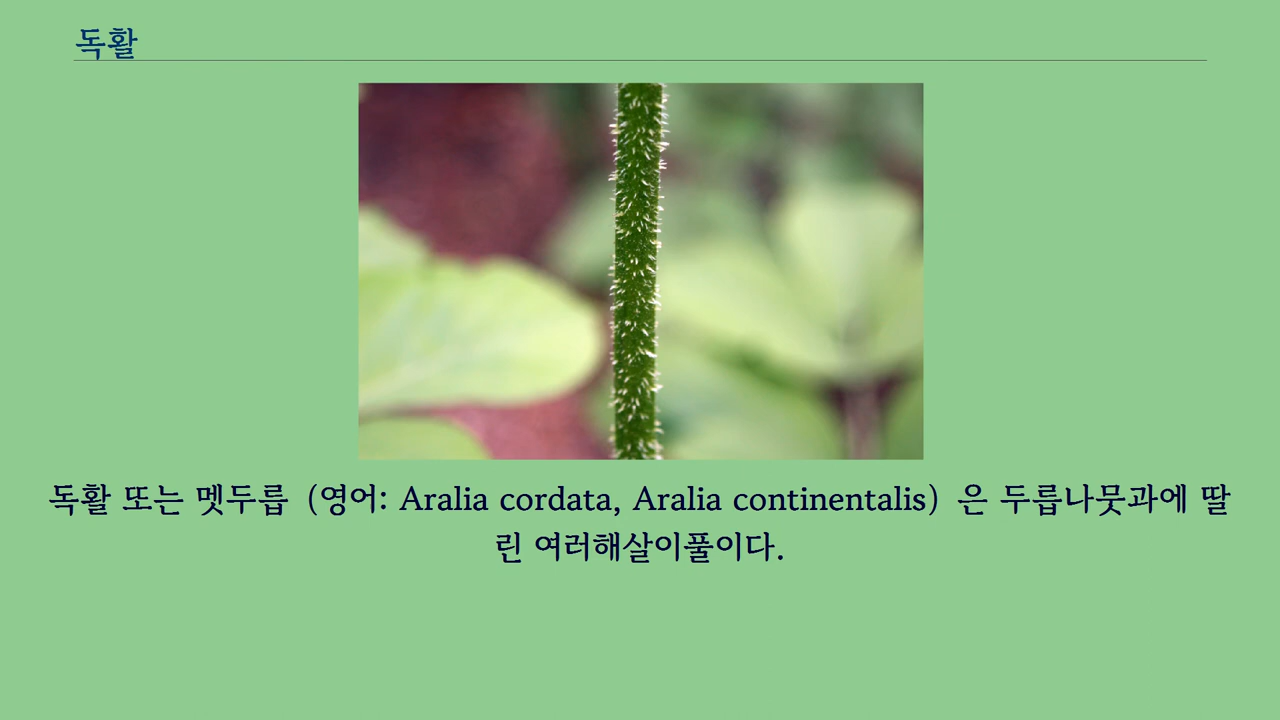 독활
독활 또는 멧두릅 (영어: Aralia cordata, Aralia continentalis) 은 두릅나뭇과에 딸
린 여러해살이풀이다.